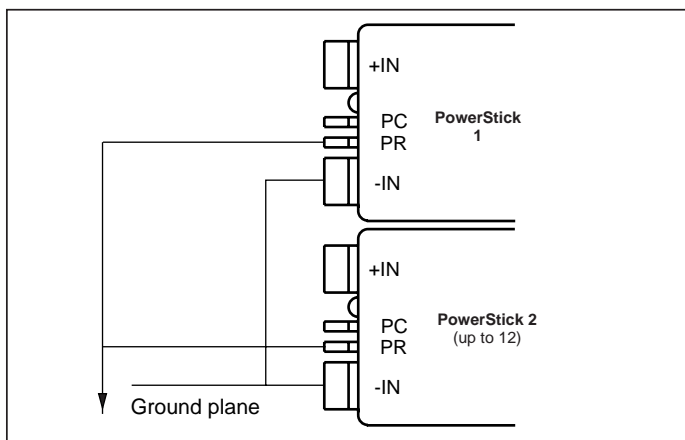 +IN
PC
PR
-IN
PowerStick
1
+IN
PC
PR
-IN
PowerStick 2
(up to 12)
Ground plane